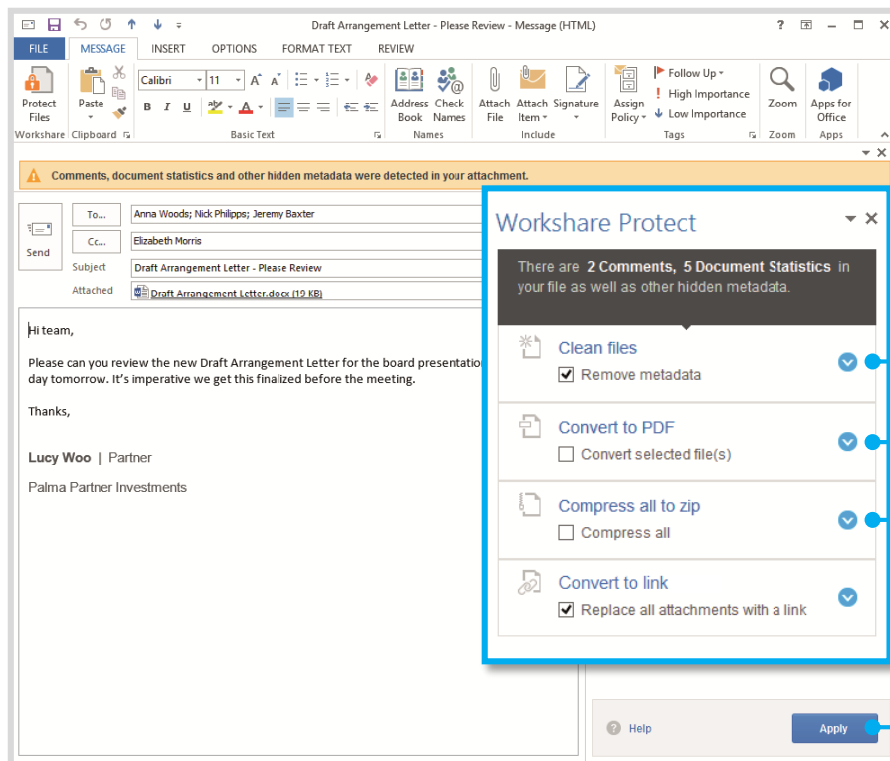 Draft Arrangement Letter - Please Review - Message (HTML)
FILE MESSAGE INSERT OPTIONS FORMAT TEXT REVIEW
Protect Files
Workshare
Paste
Clipboard
Calibri 11 A A
B I U ab A
Basic Text
Address Book
Check Names
Names
Attach File
Attach Item
Signature
Include
Assign Policy
Follow Up
High Importance
Low Importance
Tags
Zoom
Zoom
Apps for Office
Apps
Comments, document statistics and other hidden metadata were detected in your attachment.
Send
To... Anna Woods; Nick Philipps; Jeremy Baxter
Cc... Elizabeth Morris
Subject Draft Arrangement Letter - Please Review
Attached Draft Arrangement Letter.docx (19 KB)
Hi team,
Please can you review the new Draft Arrangement Letter for the board presentatio
day tomorrow. It's imperative we get this finalized before the meeting.
Thanks,
Lucy Woo | Partner
Palma Partner Investments
Workshare Protect
There are 2 Comments, 5 Document Statistics in
your file as well as other hidden metadata.
Clean files
Remove metadata
Convert to PDF
Convert selected file(s)
Compress all to zip
Compress all
Convert to link
Replace all attachments with a link
Help
Apply